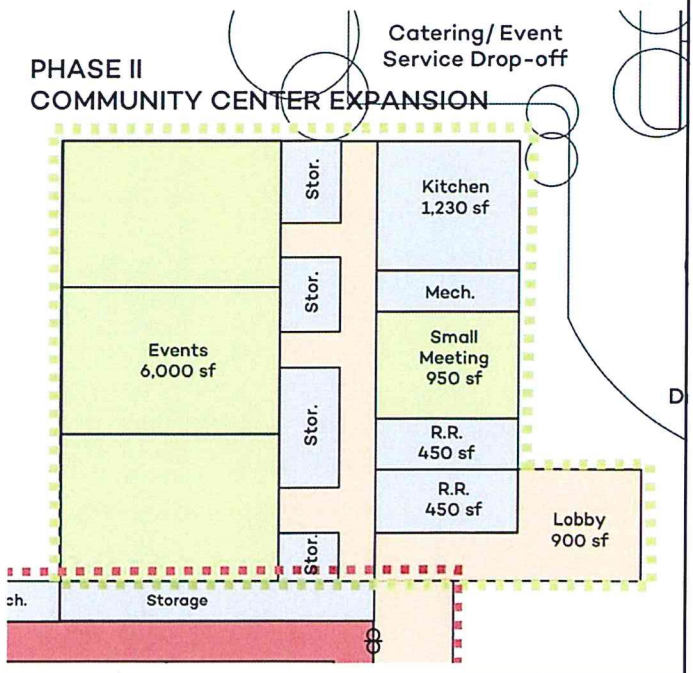 Catering/ Event
Service Drop-off
PHASE II
COMMUNITY CENTER EXPANSION
Stor.
Kitchen
1,230 sf
Stor.
Mech.
Events
6,000 sf
Small
Meeting
950 sf
Stor.
R.R.
450 sf
R.R.
450 sf
Stor.
Lobby
900 sf
D
ch.
Storage